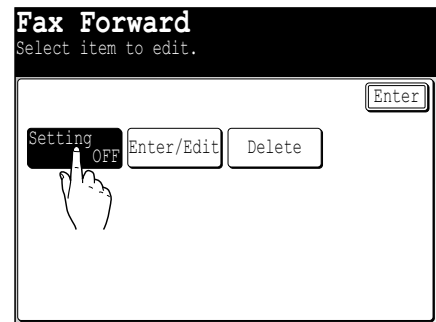 Fax Forward
Select item to edit.
Enter
Setting
OFF
Enter/Edit
Delete